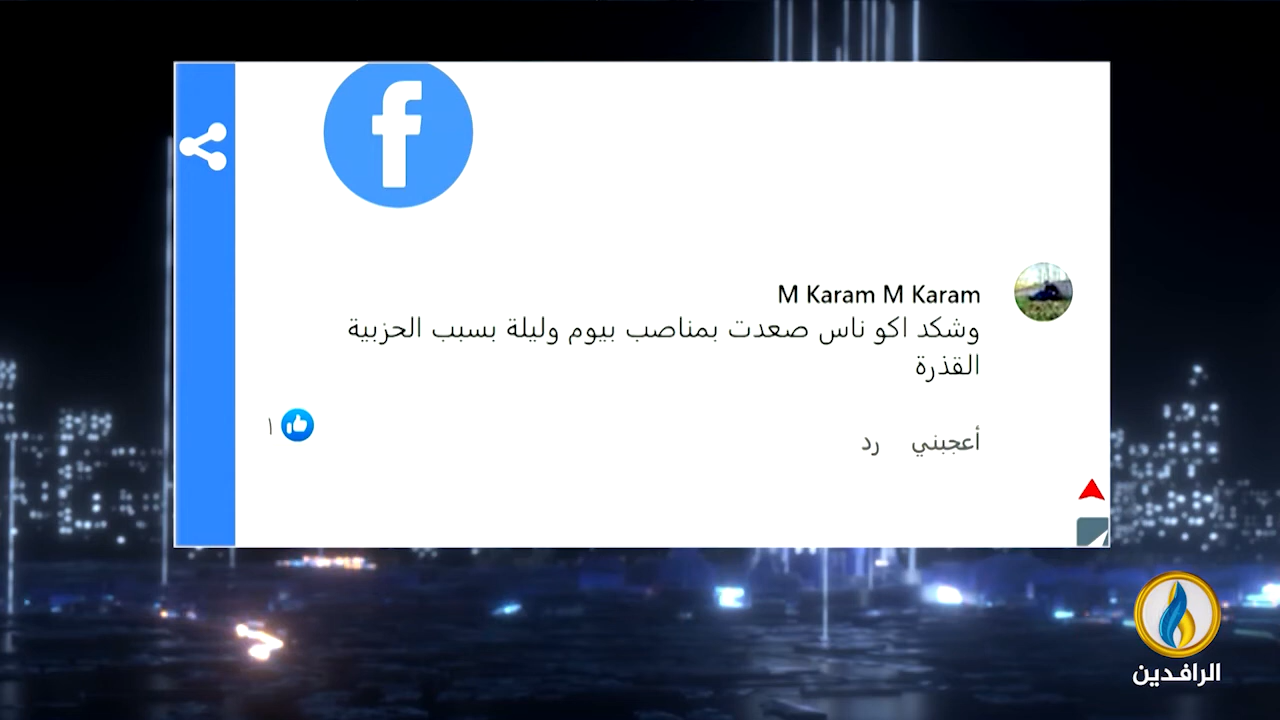 M Karam M Karam
وشكد اكو ناس صعدت بمناصب بيوم وليلة بسبب الحزبية
القذرة
أعجبني رد
١
الرافدين